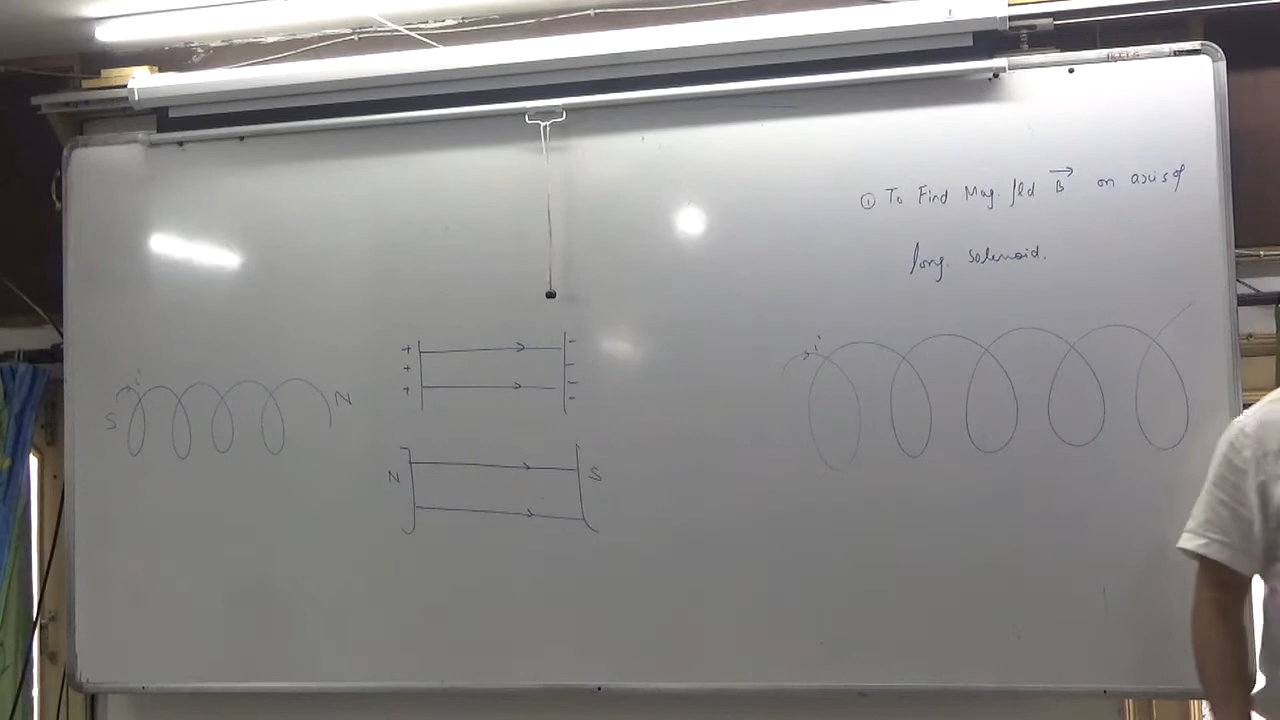 ① To Find Mag. fld B→ on axis of
long. solenoid.
i
S N
+ -
+ -
+ -
-
N S
i